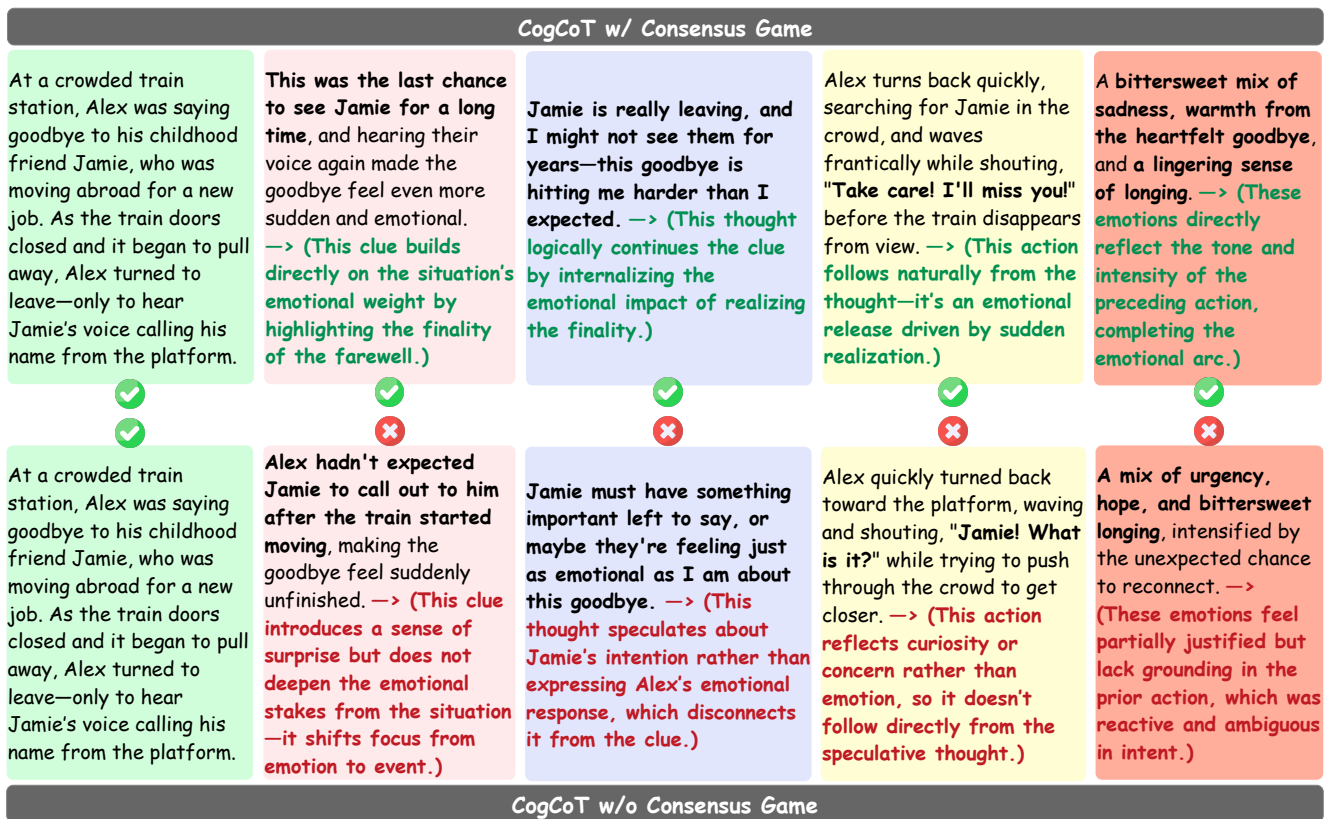 CogCoT w/ Consensus Game
At a crowded train
station, Alex was saying
goodbye to his childhood
friend Jamie, who was
moving abroad for a new
job. As the train doors
closed and it began to pull
away, Alex turned to
leave—only to hear
Jamie's voice calling his
name from the platform.
This was the last chance
to see Jamie for a long
time, and hearing their
voice again made the
goodbye feel even more
sudden and emotional.
—> (This clue builds
directly on the situation's
emotional weight by
highlighting the finality
of the farewell.)
Jamie is really leaving, and
I might not see them for
years—this goodbye is
hitting me harder than I
expected. —> (This thought
logically continues the clue
by internalizing the
emotional impact of realizing
the finality.)
Alex turns back quickly,
searching for Jamie in the
crowd, and waves
frantically while shouting,
"Take care! I'll miss you!"
before the train disappears
from view. —> (This action
follows naturally from the
thought—it's an emotional
release driven by sudden
realization.)
A bittersweet mix of
sadness, warmth from
the heartfelt goodbye,
and a lingering sense
of longing. —> (These
emotions directly
reflect the tone and
intensity of the
preceding action,
completing the
emotional arc.)
At a crowded train
station, Alex was saying
goodbye to his childhood
friend Jamie, who was
moving abroad for a new
job. As the train doors
closed and it began to pull
away, Alex turned to
leave—only to hear
Jamie's voice calling his
name from the platform.
Alex hadn't expected
Jamie to call out to him
after the train started
moving, making the
goodbye feel suddenly
unfinished. —> (This clue
introduces a sense of
surprise but does not
deepen the emotional
stakes from the situation
—it shifts focus from
emotion to event.)
Jamie must have something
important left to say, or
maybe they're feeling just
as emotional as I am about
this goodbye. —> (This
thought speculates about
Jamie's intention rather than
expressing Alex's emotional
response, which disconnects
it from the clue.)
Alex quickly turned back
toward the platform, waving
and shouting, "Jamie! What
is it?" while trying to push
through the crowd to get
closer. —> (This action
reflects curiosity or
concern rather than
emotion, so it doesn't
follow directly from the
speculative thought.)
A mix of urgency,
hope, and bittersweet
longing, intensified by
the unexpected chance
to reconnect. —>
(These emotions feel
partially justified but
lack grounding in the
prior action, which was
reactive and ambiguous
in intent.)
CogCoT w/o Consensus Game